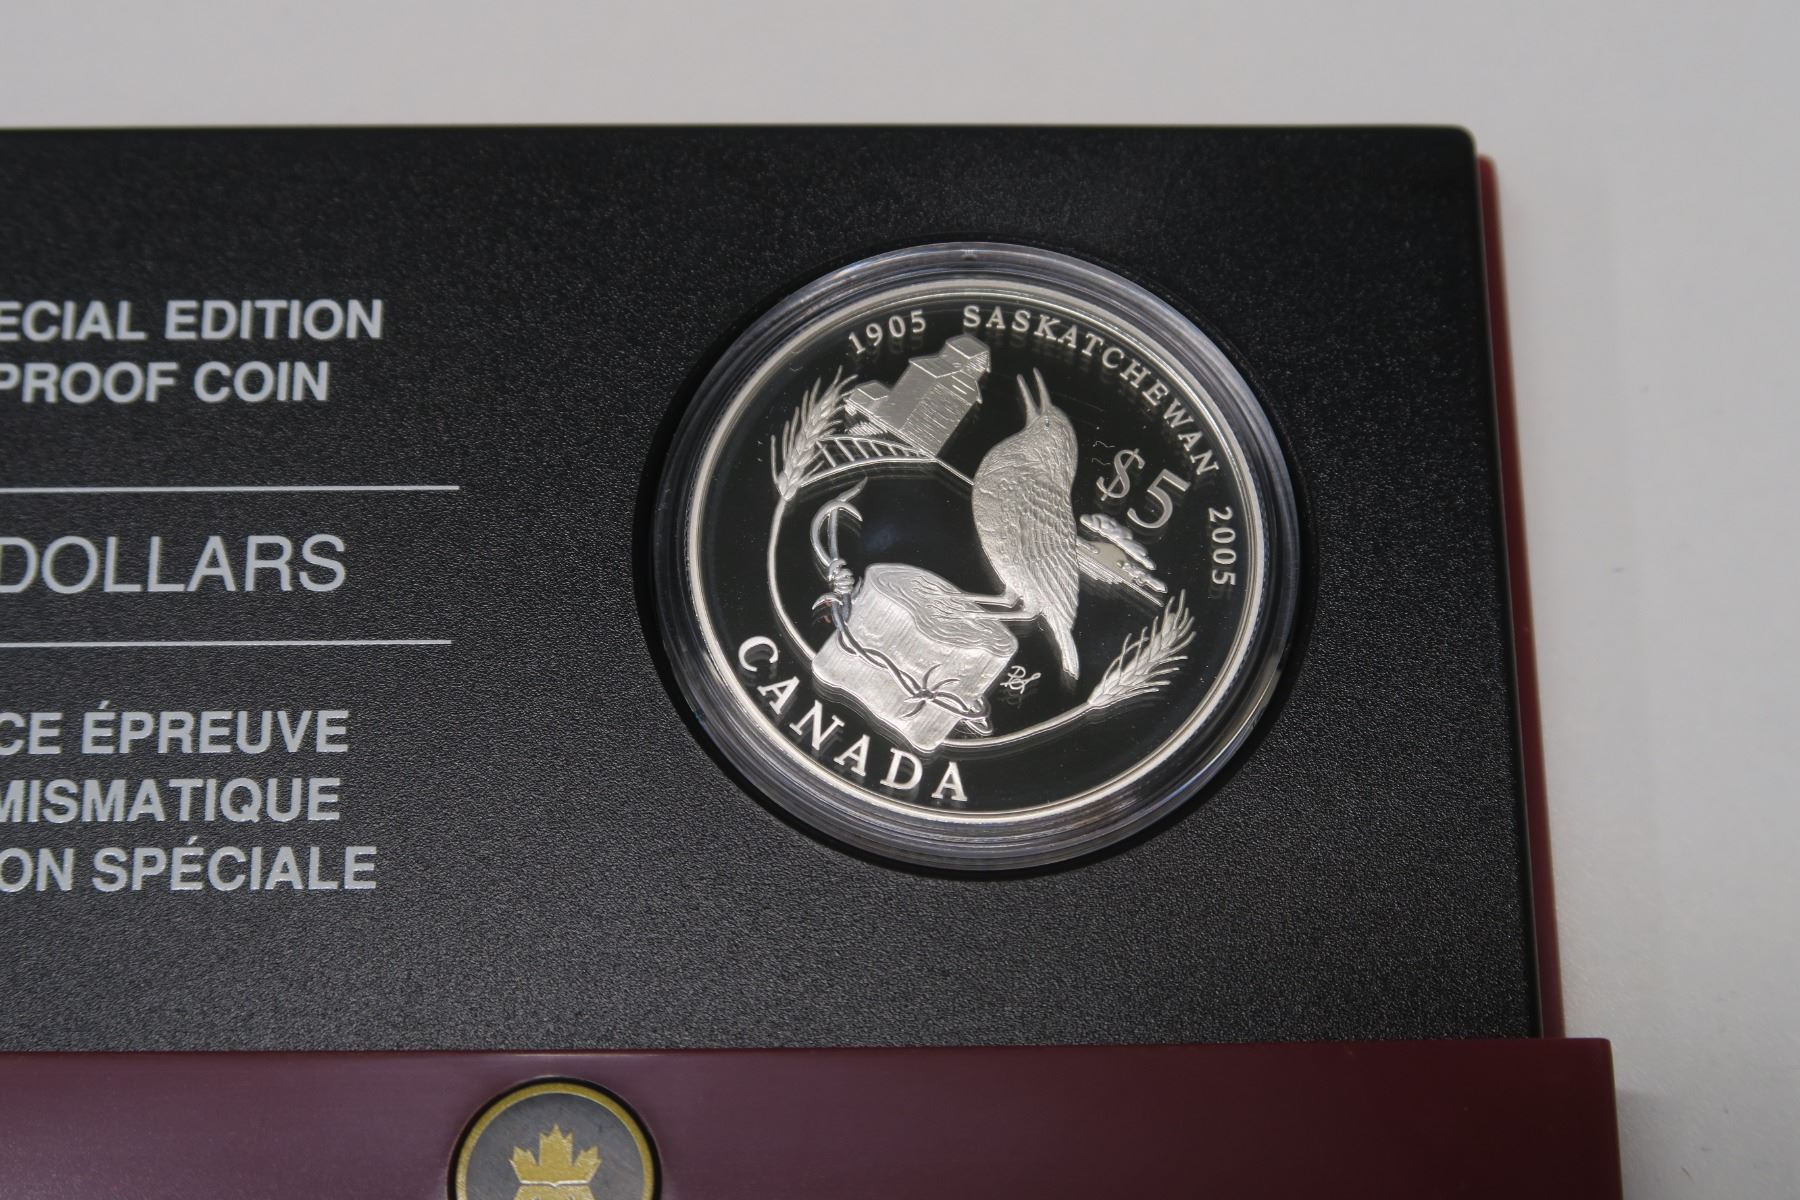 ECIAL EDITION
PROOF COIN
DOLLARS
CE ÉPREUVE
MISMATIQUE
ON SPÉCIALE
1905 SASKATCHEWAN 2005
$5
CANADA